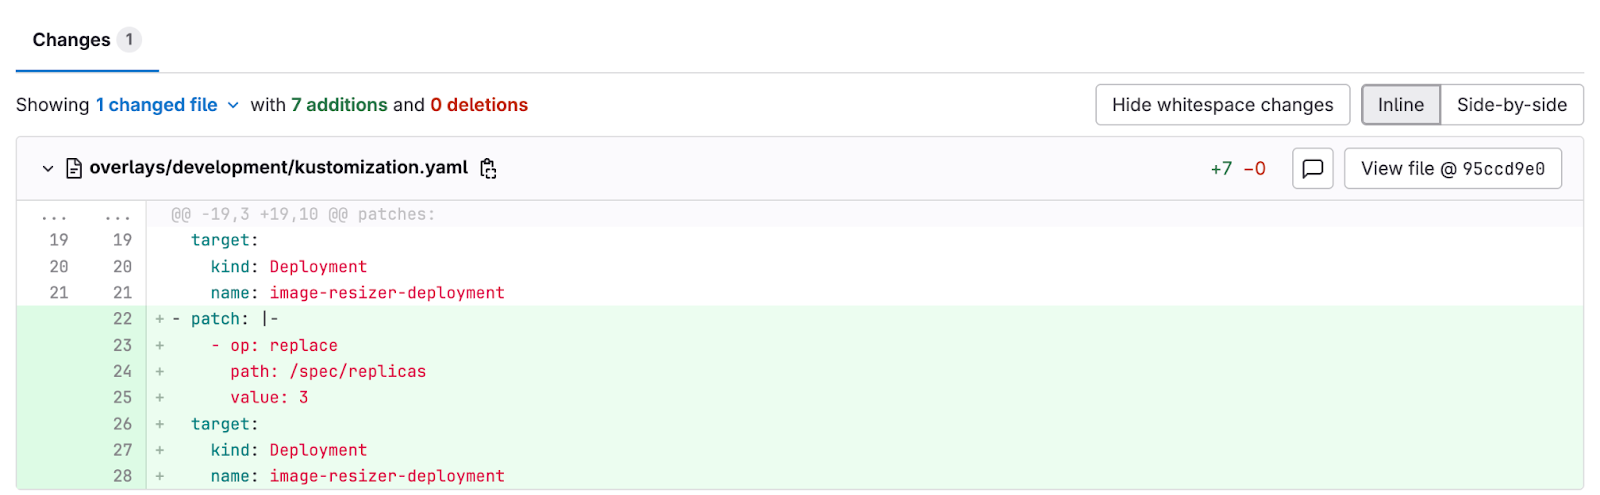 Changes 1
Showing 1 changed file with 7 additions and 0 deletions
Hide whitespace changes Inline Side-by-side
overlays/development/kustomization.yaml +7 −0 View file @ 95ccd9e0
... ... @@ -19,3 +19,10 @@ patches:
19 19 target:
20 20 kind: Deployment
21 21 name: image-resizer-deployment
22 + - patch: |-
23 + - op: replace
24 + path: /spec/replicas
25 + value: 3
26 + target:
27 + kind: Deployment
28 + name: image-resizer-deployment